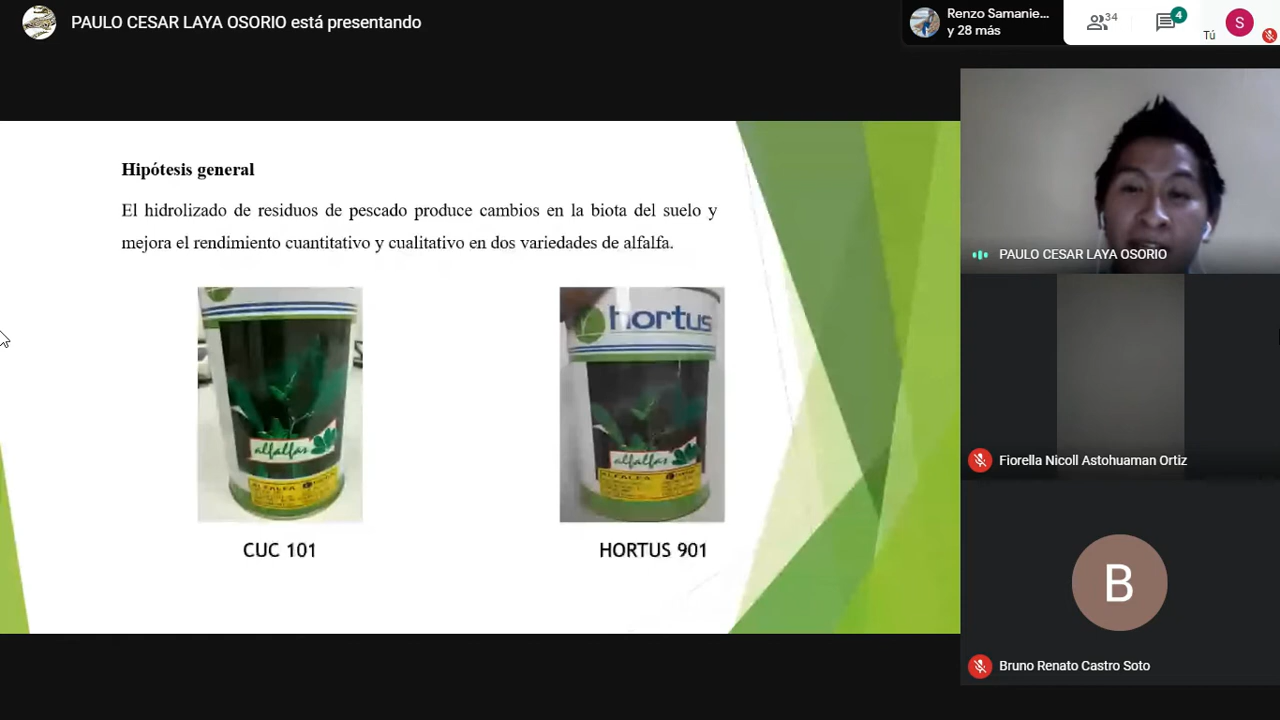 PAULO CESAR LAYA OSORIO está presentando
Renzo Samanie...
y 28 más
34
4
Tú
S
Hipótesis general
El hidrolizado de residuos de pescado produce cambios en la biota del suelo y
mejora el rendimiento cuantitativo y cualitativo en dos variedades de alfalfa.
alfalfas
ALFALFA
hortus
alfalfas
ALFALFA
CUC 101
HORTUS 901
PAULO CESAR LAYA OSORIO
Fiorella Nicoll Astohuaman Ortiz
B
Bruno Renato Castro Soto